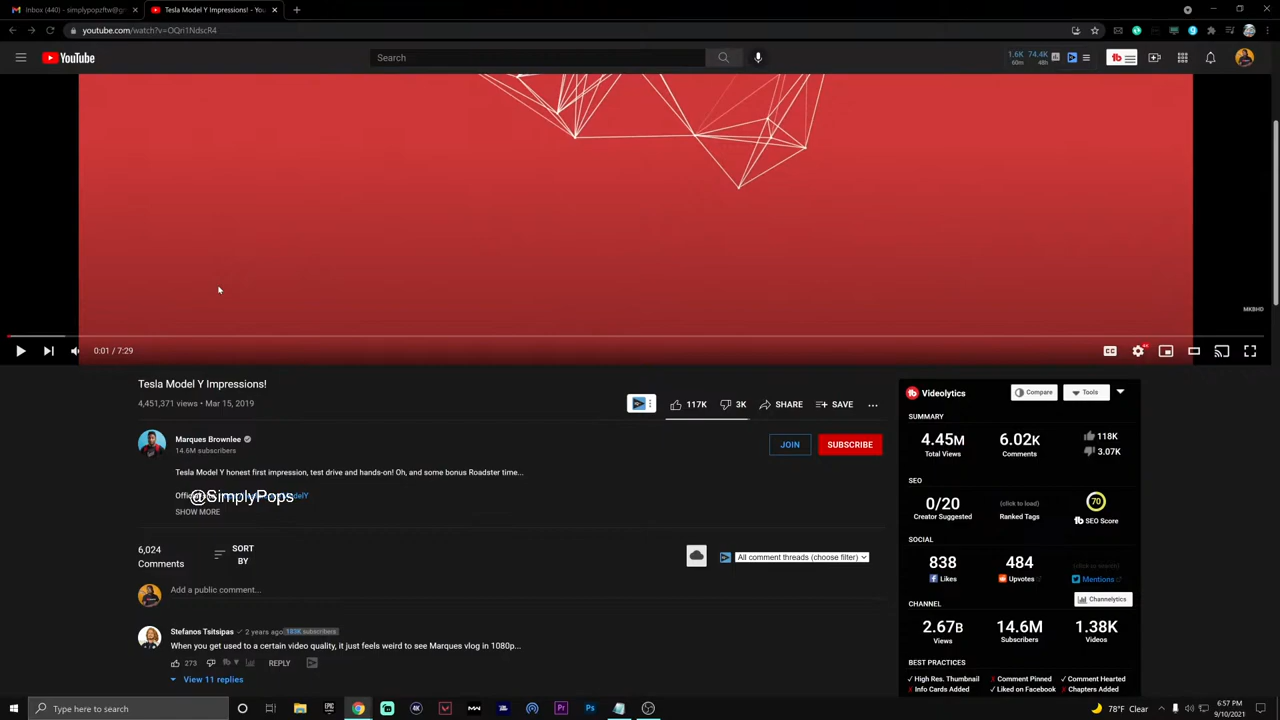 Inbox (440) - simplypopzftw@g
Tesla Model Y Impressions! - You
youtube.com/watch?v=OQri1NdscR4
YouTube
Search
1.6K 74.4K
60m 48h
MKBHD
0:01 / 7:29
CC
Tesla Model Y Impressions!
4,451,371 views • Mar 15, 2019
117K
3K
SHARE
SAVE
Marques Brownlee
14.6M subscribers
JOIN
SUBSCRIBE
Tesla Model Y honest first impression, test drive and hands-on! Oh, and some bonus Roadster time...
@SimplyPops
SHOW MORE
6,024
Comments
SORT
BY
All comment threads (choose filter)
Add a public comment...
Stefanos Tsitsipas 2 years ago 183K subscribers
When you get used to a certain video quality, it just feels weird to see Marques vlog in 1080p...
273
REPLY
View 11 replies
Videolytics
Compare
Tools
SUMMARY
4.45M
Total Views
6.02K
Comments
118K
3.07K
SEO
0/20
Creator Suggested
(click to load)
Ranked Tags
70
tb SEO Score
SOCIAL
838
Likes
484
Upvotes
(click to search)
Mentions
CHANNEL
Channelytics
2.67B
Views
14.6M
Subscribers
1.38K
Videos
BEST PRACTICES
✓ High Res. Thumbnail
✗ Comment Pinned
✓ Comment Hearted
✗ Info Cards Added
✓ Liked on Facebook
✗ Chapters Added
Type here to search
78°F Clear
6:57 PM
9/10/2021